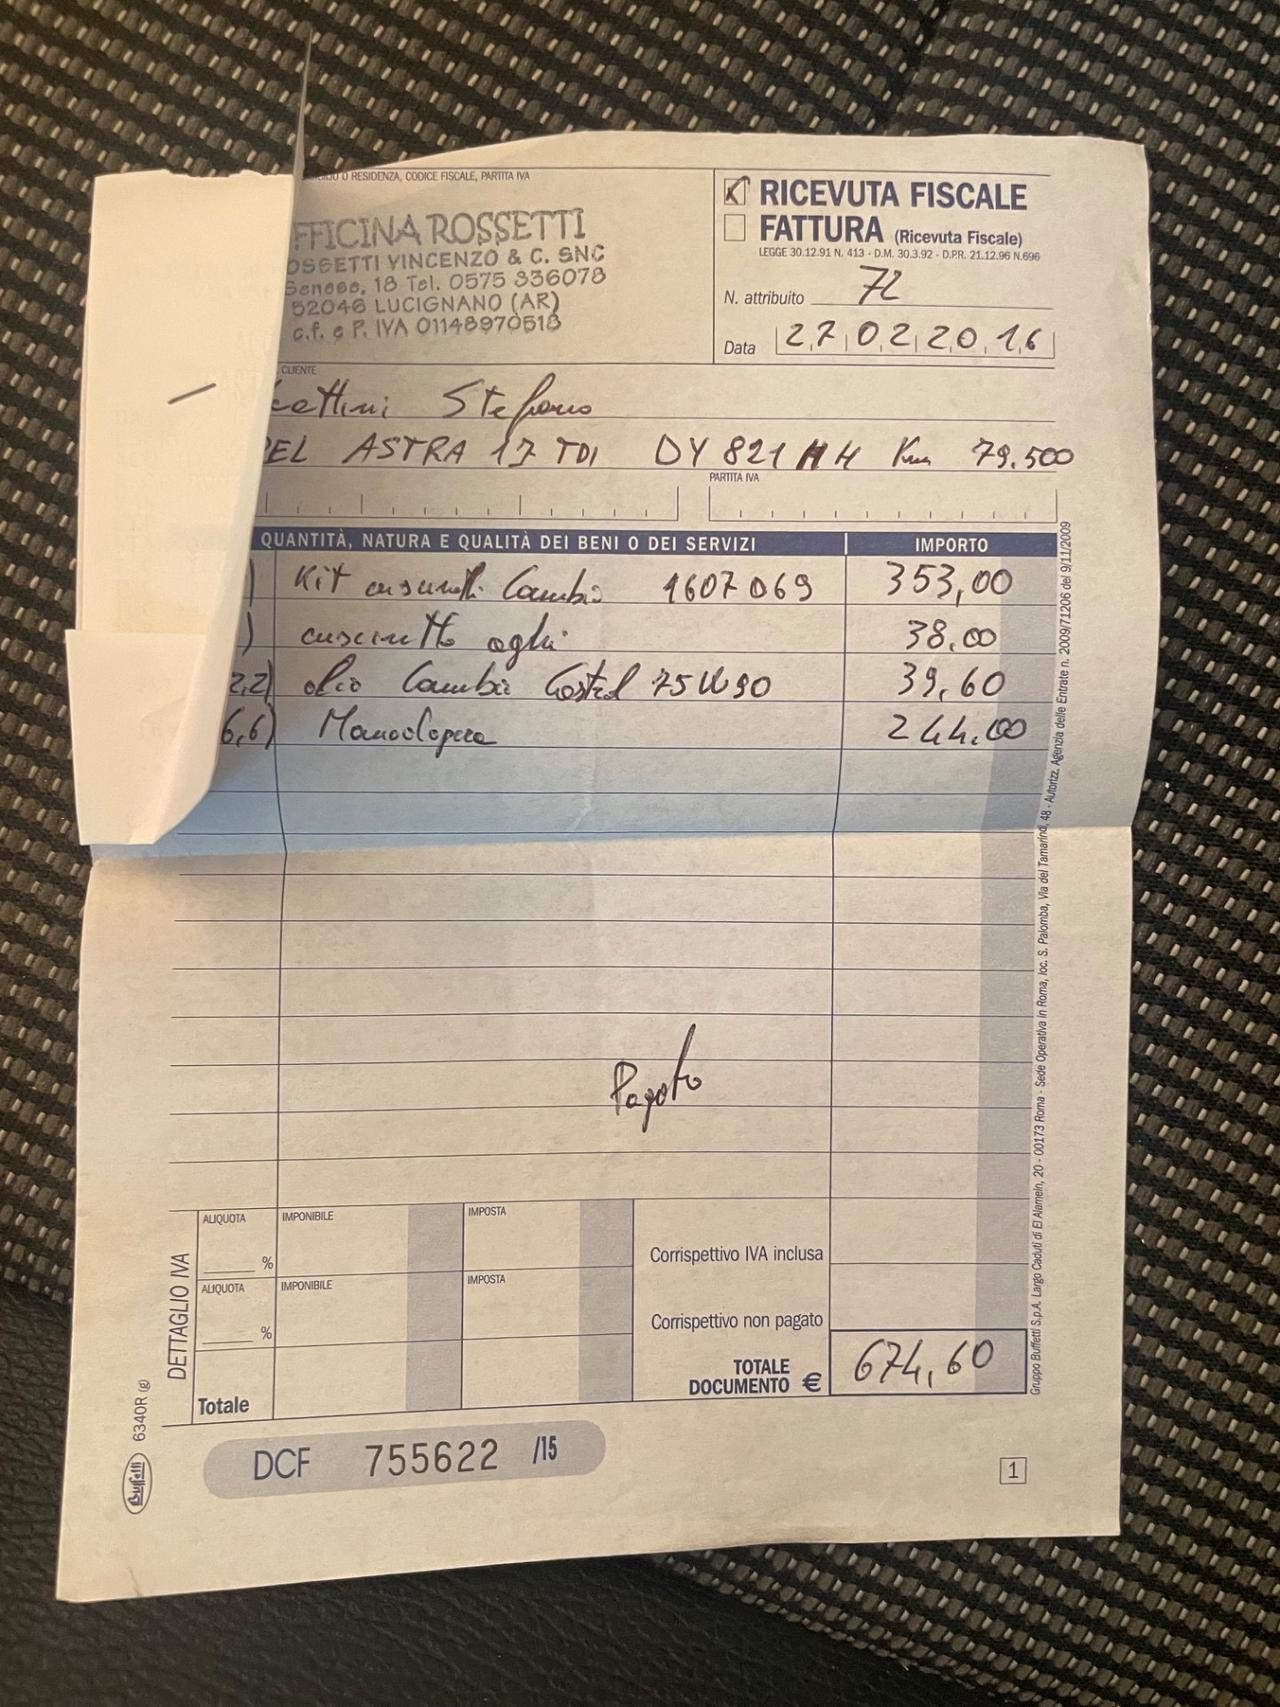 O RESIDENZA, CODICE FISCALE, PARTITA IVA
FFICINA ROSSETTI
OSSETTI VINCENZO & C. SNC
Senese, 18 Tel. 0575 836078
52046 LUCIGNANO (AR)
c.f. e P. IVA 01148970518
RICEVUTA FISCALE
FATTURA (Ricevuta Fiscale)
LEGGE 30.12.91 N. 413 - D.M. 30.3.92 - D.P.R. 21.12.96 N.696
N. attribuito 72
Data 27 02 2016
CLIENTE
cettini Stefano
PEL ASTRA 17 TDI DY 821 HH Km 79.500
PARTITA IVA
QUANTITÀ, NATURA E QUALITÀ DEI BENI O DEI SERVIZI IMPORTO
) Kit cuscinetti Cambio 1607069 353,00
) cuscinetto aghi 38.00
2,2) olio Cambio Castrol 75W90 39,60
6,6) Manodopera 244.00
Pagato
DETTAGLIO IVA
ALIQUOTA IMPONIBILE IMPOSTA
%
ALIQUOTA IMPONIBILE IMPOSTA
%
Totale
Corrispettivo IVA inclusa
Corrispettivo non pagato
TOTALE
DOCUMENTO € 674,60
6340R (g)
Buffetti
DCF 755622 /15
1
Gruppo Buffetti S.p.A. Largo Caduti di El Alamein, 20 - 00173 Roma - Sede Operativa in Roma, loc. S. Palomba, Via dei Tamarindi, 48 - Autorizz. Agenzia delle Entrate n. 2009/71206 del 9/11/2009